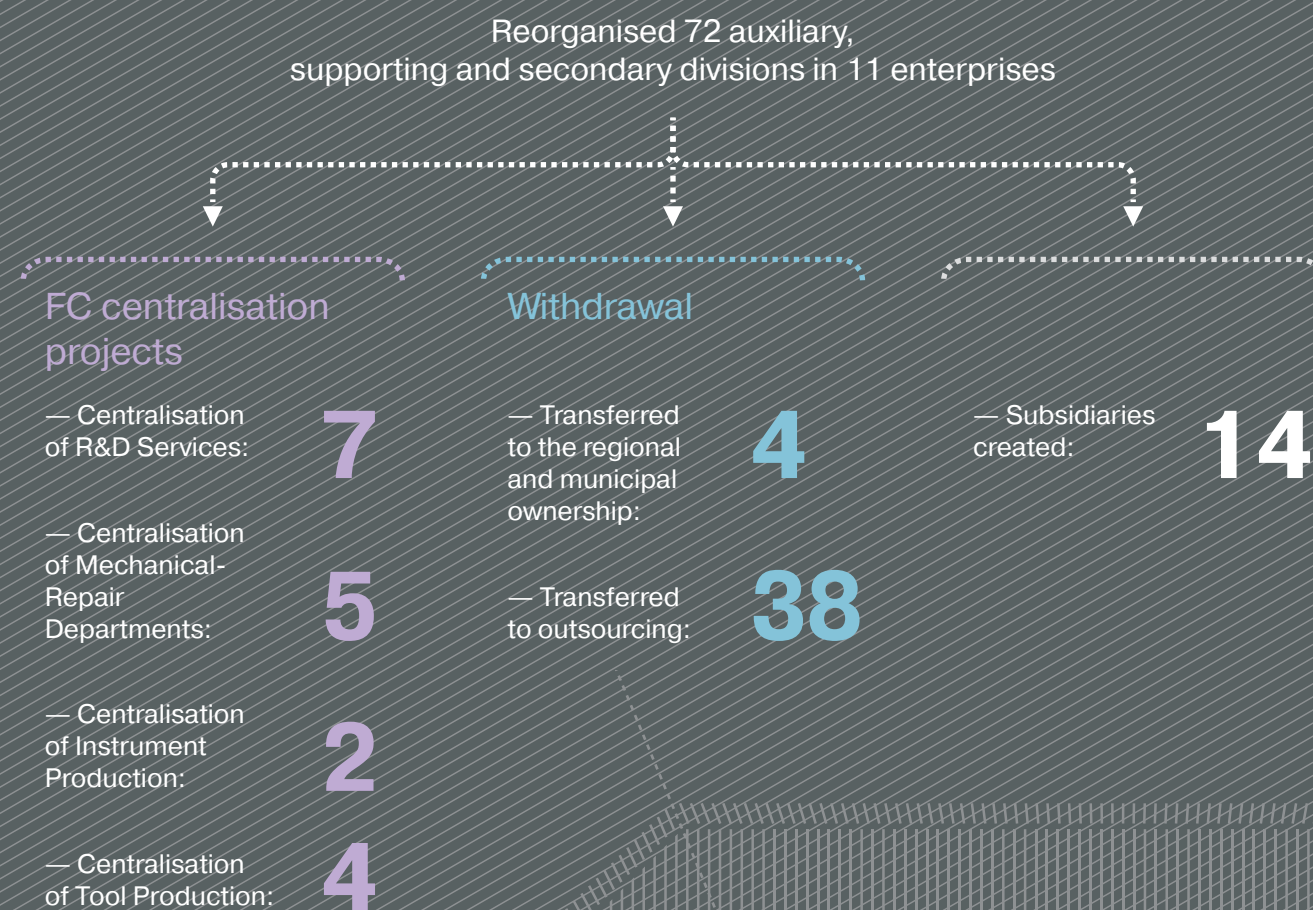 Reorganised 72 auxiliary,
supporting and secondary divisions in 11 enterprises
FC centralisation
projects
— Centralisation
of R&D Services:
7
— Centralisation
of Mechanical-
Repair
Departments:
5
— Centralisation
of Instrument
Production:
2
— Centralisation
of Tool Production:
4
Withdrawal
— Transferred
to the regional
and municipal
ownership:
4
— Transferred
to outsourcing:
38
— Subsidiaries
created:
14